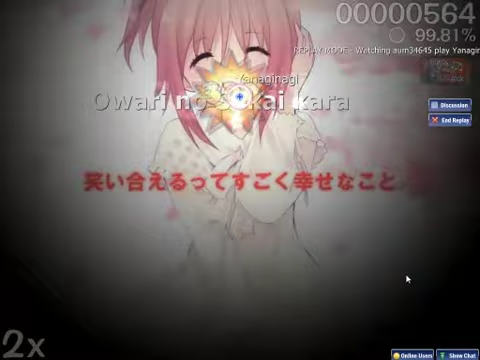 00000564
99.81%
REPLAY MODE - Watching aum34645 play Yanagin
Yanaginagi
Owari no Sekai kara
Discussion
End Replay
笑い合えるってすごく幸せなこと
2x
Online Users
Show Chat